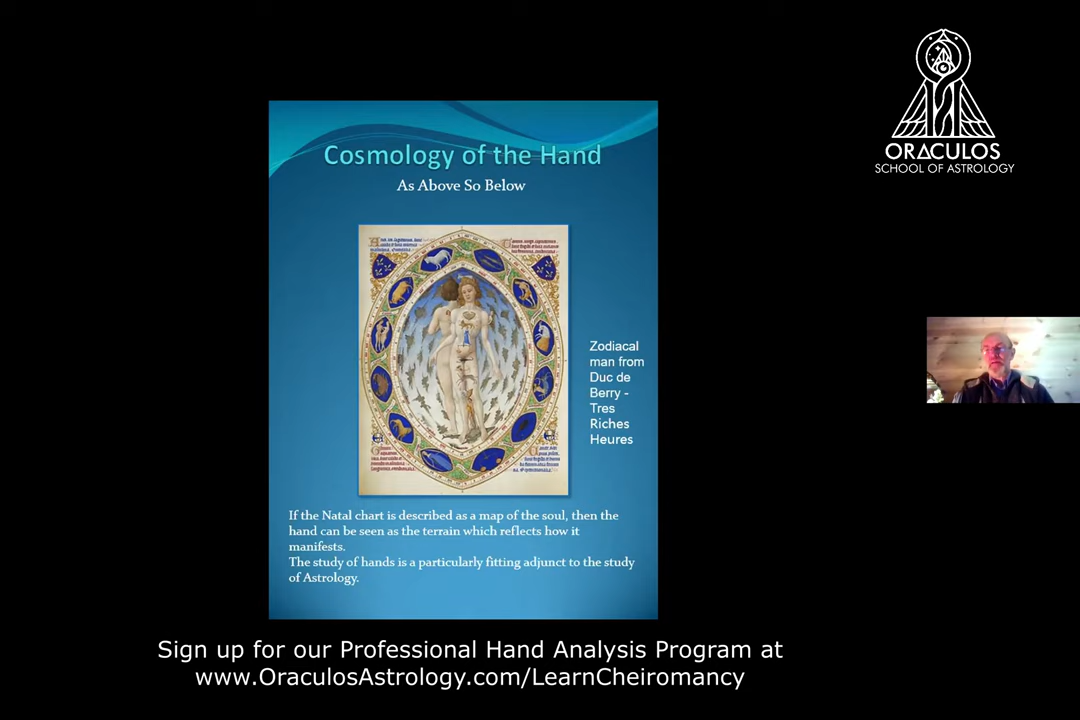 ORACULOS
SCHOOL OF ASTROLOGY
Cosmology of the Hand
As Above So Below
Zodiacal
man from
Duc de
Berry -
Tres
Riches
Heures
If the Natal chart is described as a map of the soul, then the
hand can be seen as the terrain which reflects how it
manifests.
The study of hands is a particularly fitting adjunct to the study
of Astrology.
Sign up for our Professional Hand Analysis Program at
www.OraculosAstrology.com/LearnCheiromancy